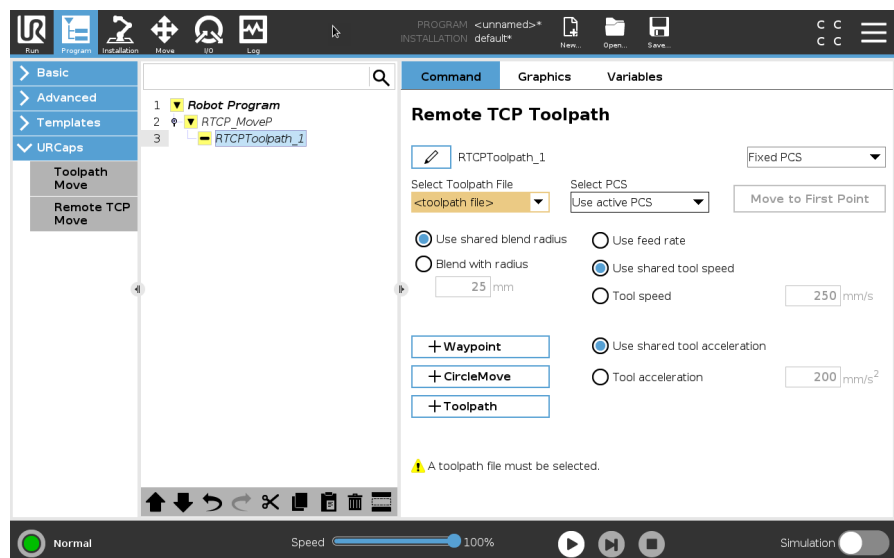 UR
Run
Program
Installation
Move
I/O
Log
PROGRAM <unnamed>*
INSTALLATION default*
New...
Open...
Save...
C C
C C
Basic
Advanced
Templates
URCaps
Toolpath
Move
Remote TCP
Move
1 Robot Program
2 RTCP_MoveP
3 RTCPToolpath_1
Command Graphics Variables
Remote TCP Toolpath
RTCPToolpath_1 Fixed PCS
Select Toolpath File Select PCS
<toolpath file> Use active PCS Move to First Point
Use shared blend radius Use feed rate
Blend with radius Use shared tool speed
25 mm Tool speed 250 mm/s
+ Waypoint Use shared tool acceleration
+ CircleMove Tool acceleration 200 mm/s²
+ Toolpath
A toolpath file must be selected.
Normal Speed 100% Simulation